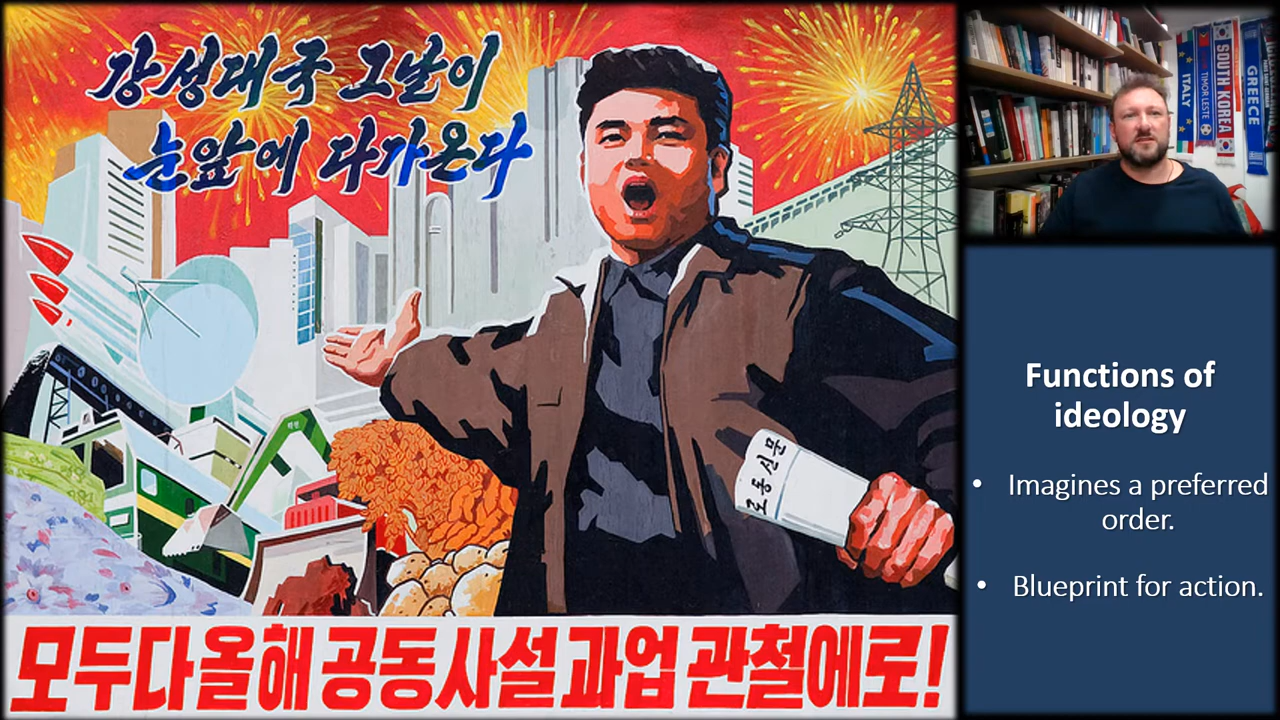 강성대국 그날이
눈앞에 다가온다
학선
로동신문
모두다 올해 공동사설 과업 관철에로!
ITALY
TIMOR LESTE
SOUTH KOREA
GREECE
Functions of
ideology
• Imagines a preferred
order.
• Blueprint for action.